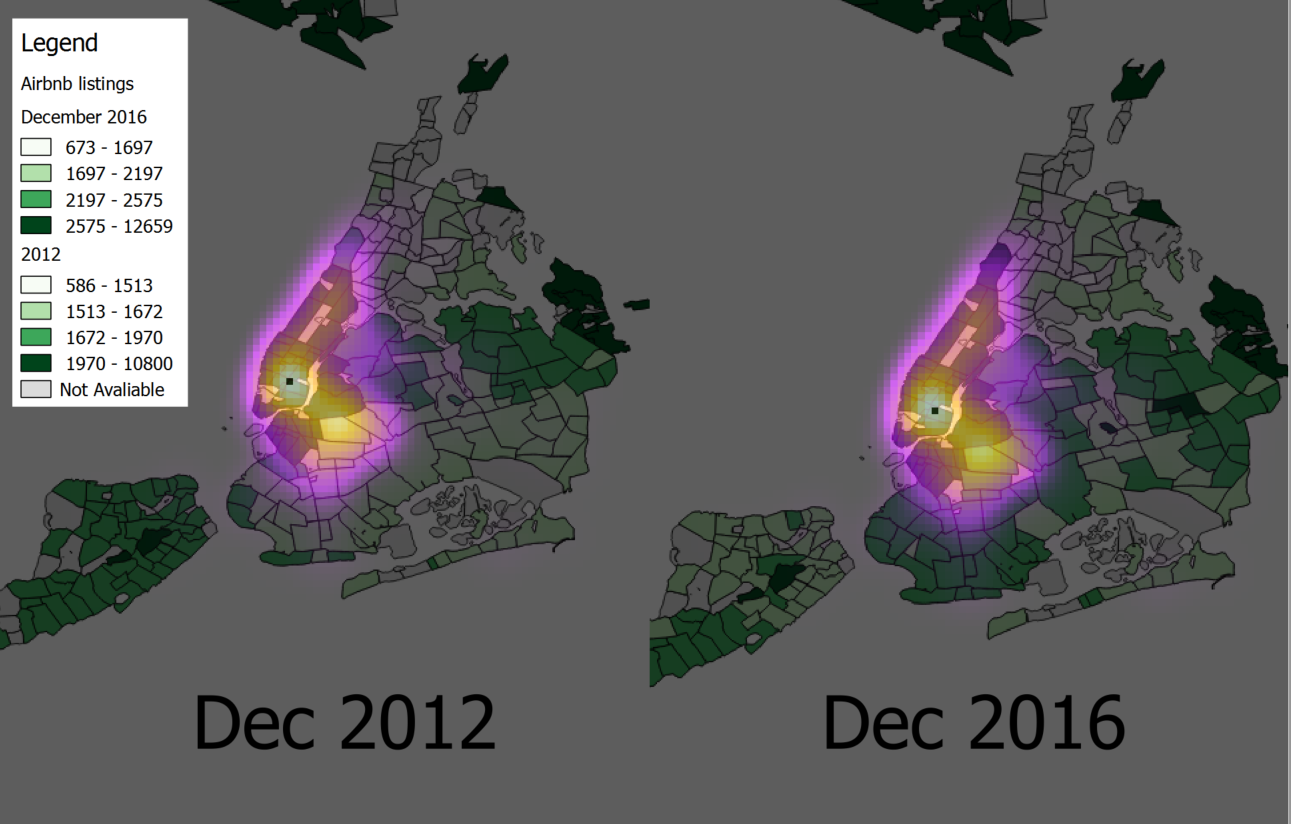 Legend
Airbnb listings
December 2016
673 - 1697
1697 - 2197
2197 - 2575
2575 - 12659
2012
586 - 1513
1513 - 1672
1672 - 1970
1970 - 10800
Not Avaliable
Dec 2012
Dec 2016